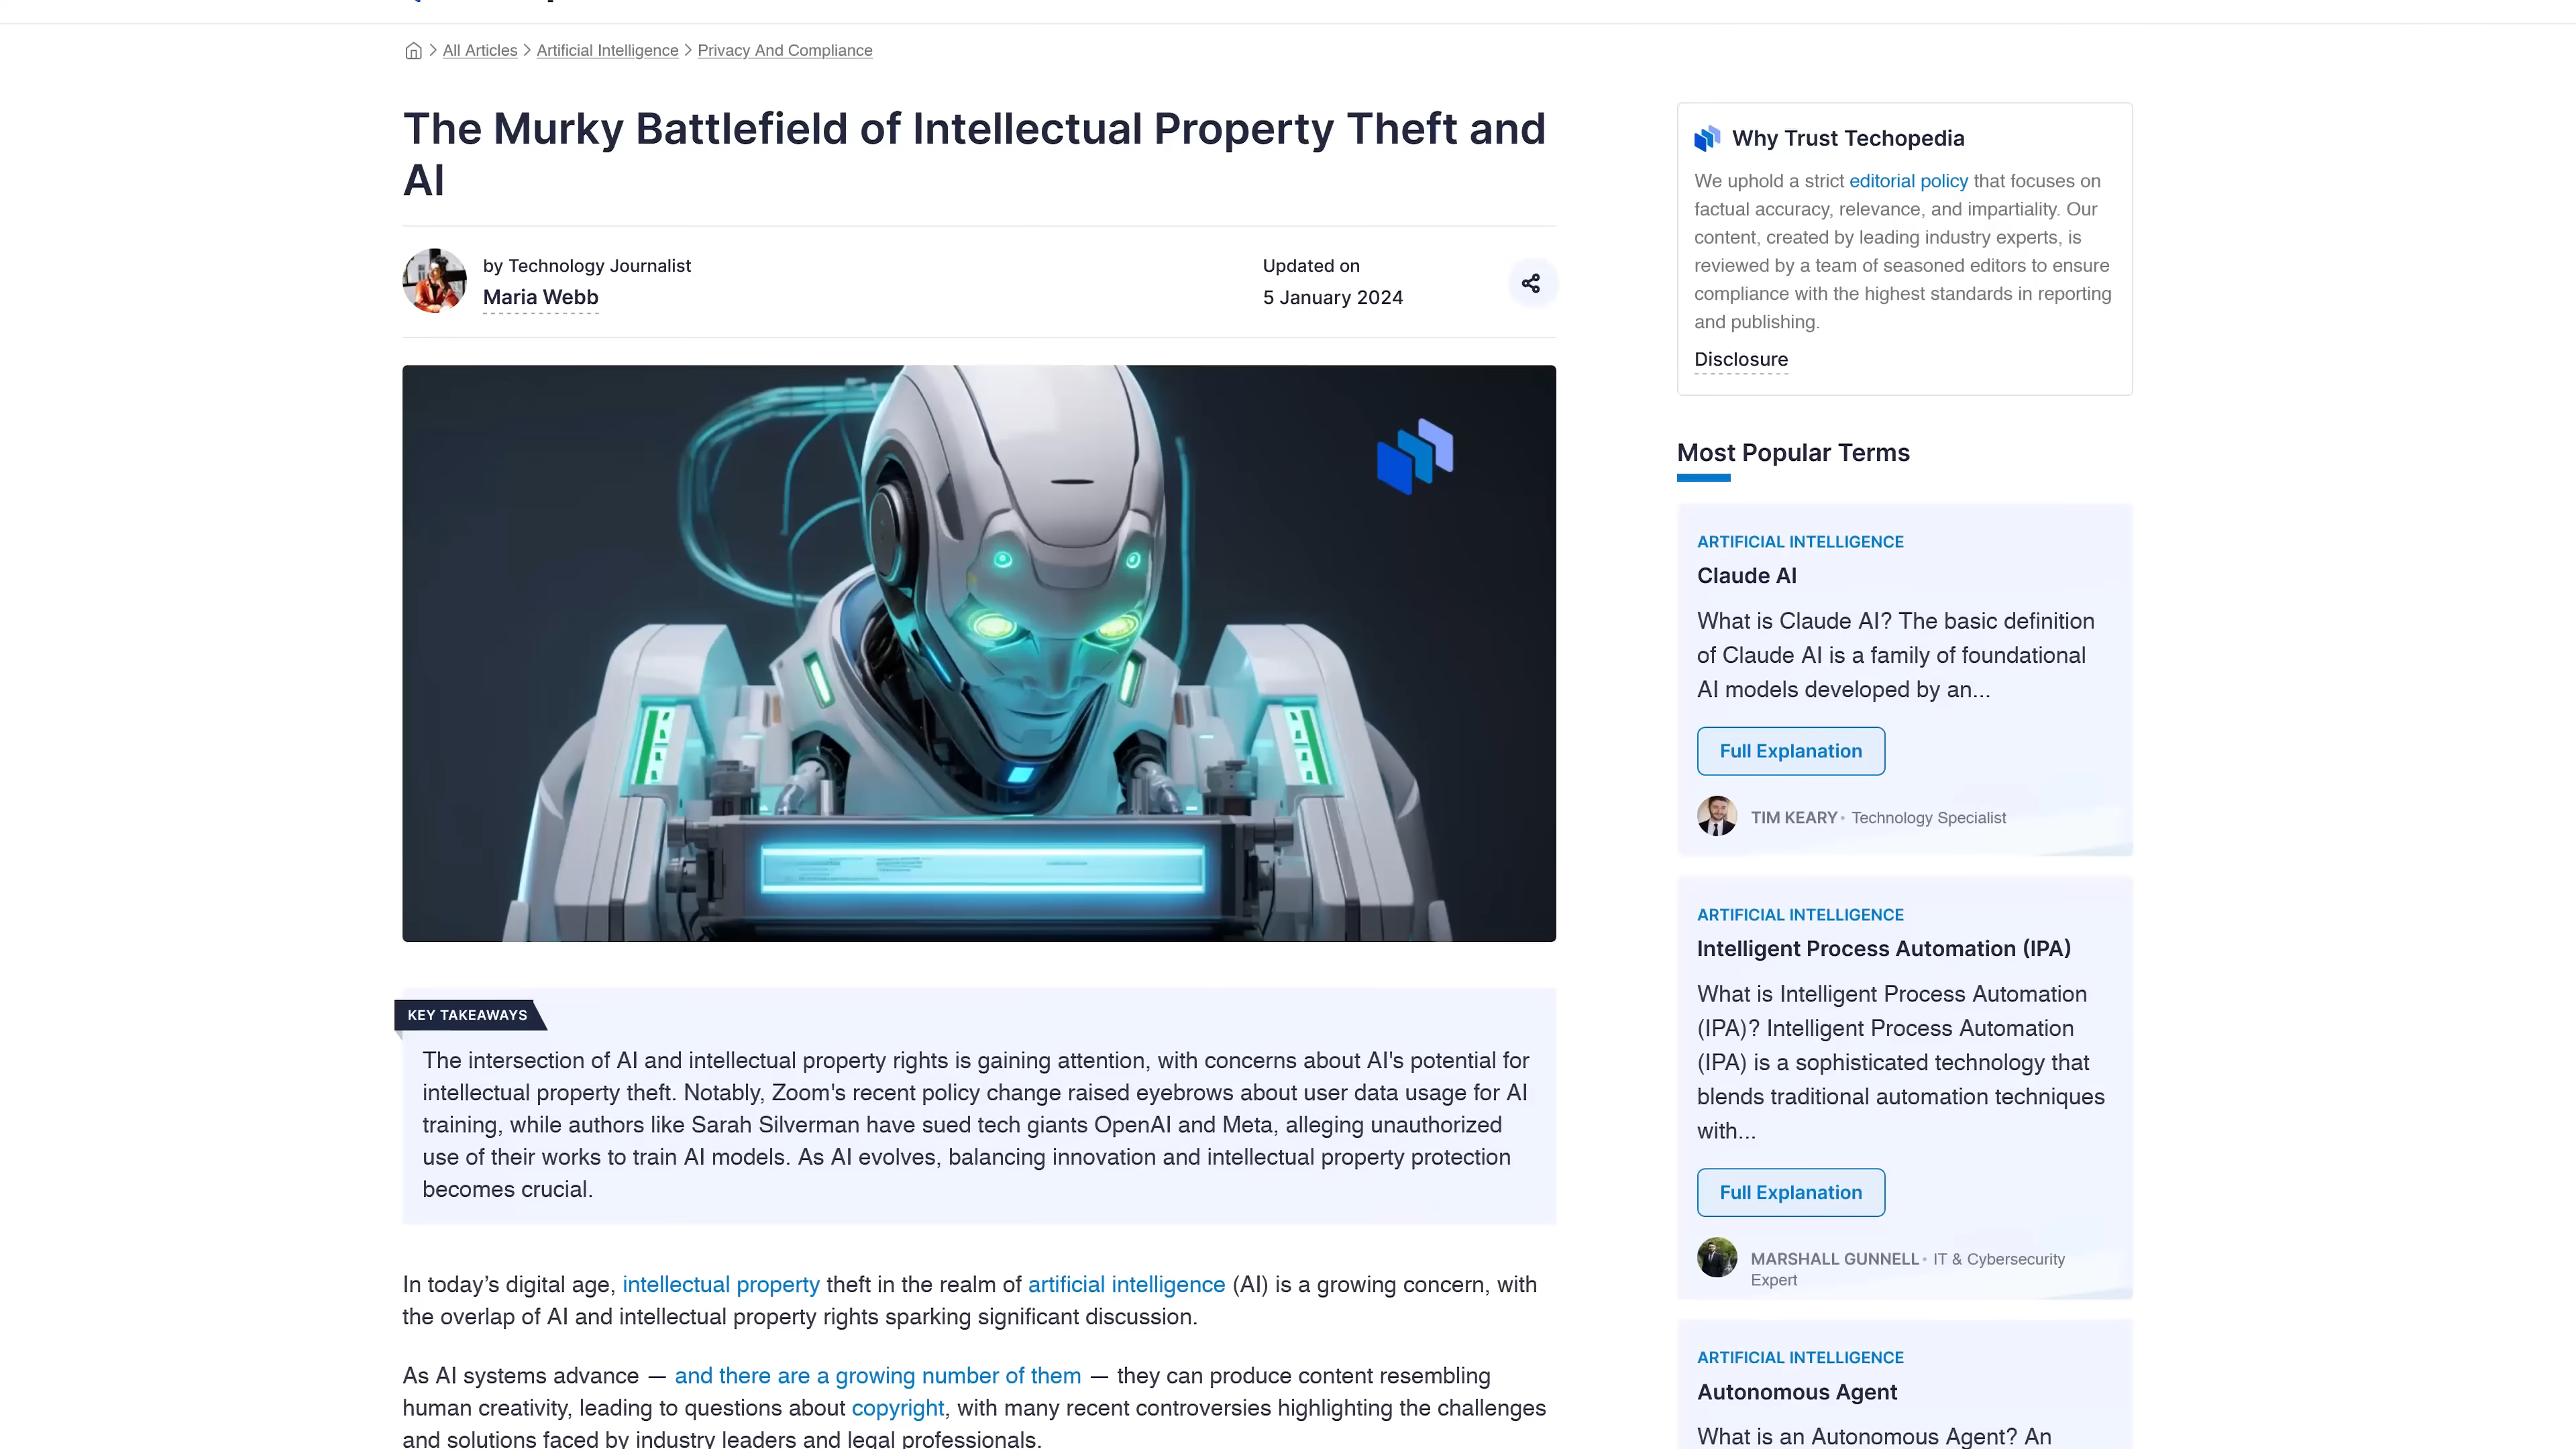 All Articles > Artificial Intelligence > Privacy And Compliance
The Murky Battlefield of Intellectual Property Theft and
AI
by Technology Journalist
Maria Webb
Updated on
5 January 2024
KEY TAKEAWAYS
The intersection of AI and intellectual property rights is gaining attention, with concerns about AI's potential for
intellectual property theft. Notably, Zoom's recent policy change raised eyebrows about user data usage for AI
training, while authors like Sarah Silverman have sued tech giants OpenAI and Meta, alleging unauthorized
use of their works to train AI models. As AI evolves, balancing innovation and intellectual property protection
becomes crucial.
In today’s digital age, intellectual property theft in the realm of artificial intelligence (AI) is a growing concern, with
the overlap of AI and intellectual property rights sparking significant discussion.
As AI systems advance — and there are a growing number of them — they can produce content resembling
human creativity, leading to questions about copyright, with many recent controversies highlighting the challenges
and solutions faced by industry leaders and legal professionals.
Why Trust Techopedia
We uphold a strict editorial policy that focuses on
factual accuracy, relevance, and impartiality. Our
content, created by leading industry experts, is
reviewed by a team of seasoned editors to ensure
compliance with the highest standards in reporting
and publishing.
Disclosure
Most Popular Terms
ARTIFICIAL INTELLIGENCE
Claude AI
What is Claude AI? The basic definition
of Claude AI is a family of foundational
AI models developed by an...
Full Explanation
TIM KEARY • Technology Specialist
ARTIFICIAL INTELLIGENCE
Intelligent Process Automation (IPA)
What is Intelligent Process Automation
(IPA)? Intelligent Process Automation
(IPA) is a sophisticated technology that
blends traditional automation techniques
with...
Full Explanation
MARSHALL GUNNELL • IT & Cybersecurity
Expert
ARTIFICIAL INTELLIGENCE
Autonomous Agent
What is an Autonomous Agent? An